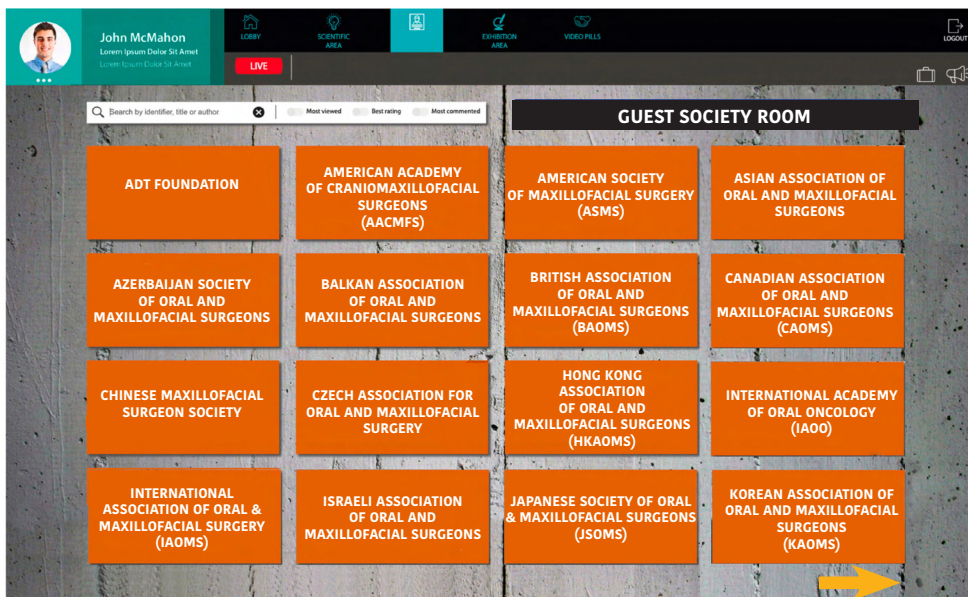 John McMahon
Lorem Ipsum Dolor Sit Amet
Lorem Ipsum Dolor Sit Amet
LOBBY
SCIENTIFIC
AREA
EXHIBITION
AREA
VIDEO PILLS
LOGOUT
LIVE
Search by identifier, title or author
Most viewed
Best rating
Most commented
GUEST SOCIETY ROOM
ADT FOUNDATION
AMERICAN ACADEMY
OF CRANIOMAXILLOFACIAL
SURGEONS
(AACMFS)
AMERICAN SOCIETY
OF MAXILLOFACIAL SURGERY
(ASMS)
ASIAN ASSOCIATION OF
ORAL AND MAXILLOFACIAL
SURGEONS
AZERBAIJAN SOCIETY
OF ORAL AND
MAXILLOFACIAL SURGEONS
BALKAN ASSOCIATION
OF ORAL AND
MAXILLOFACIAL SURGEONS
BRITISH ASSOCIATION
OF ORAL AND
MAXILLOFACIAL SURGEONS
(BAOMS)
CANADIAN ASSOCIATION
OF ORAL AND
MAXILLOFACIAL SURGEONS
(CAOMS)
CHINESE MAXILLOFACIAL
SURGEON SOCIETY
CZECH ASSOCIATION FOR
ORAL AND MAXILLOFACIAL
SURGERY
HONG KONG
ASSOCIATION
OF ORAL AND
MAXILLOFACIAL SURGEONS
(HKAOMS)
INTERNATIONAL ACADEMY
OF ORAL ONCOLOGY
(IAOO)
INTERNATIONAL
ASSOCIATION OF ORAL &
MAXILLOFACIAL SURGERY
(IAOMS)
ISRAELI ASSOCIATION
OF ORAL AND
MAXILLOFACIAL SURGEONS
JAPANESE SOCIETY OF ORAL
& MAXILLOFACIAL SURGEONS
(JSOMS)
KOREAN ASSOCIATION OF
ORAL AND MAXILLOFACIAL
SURGEONS
(KAOMS)